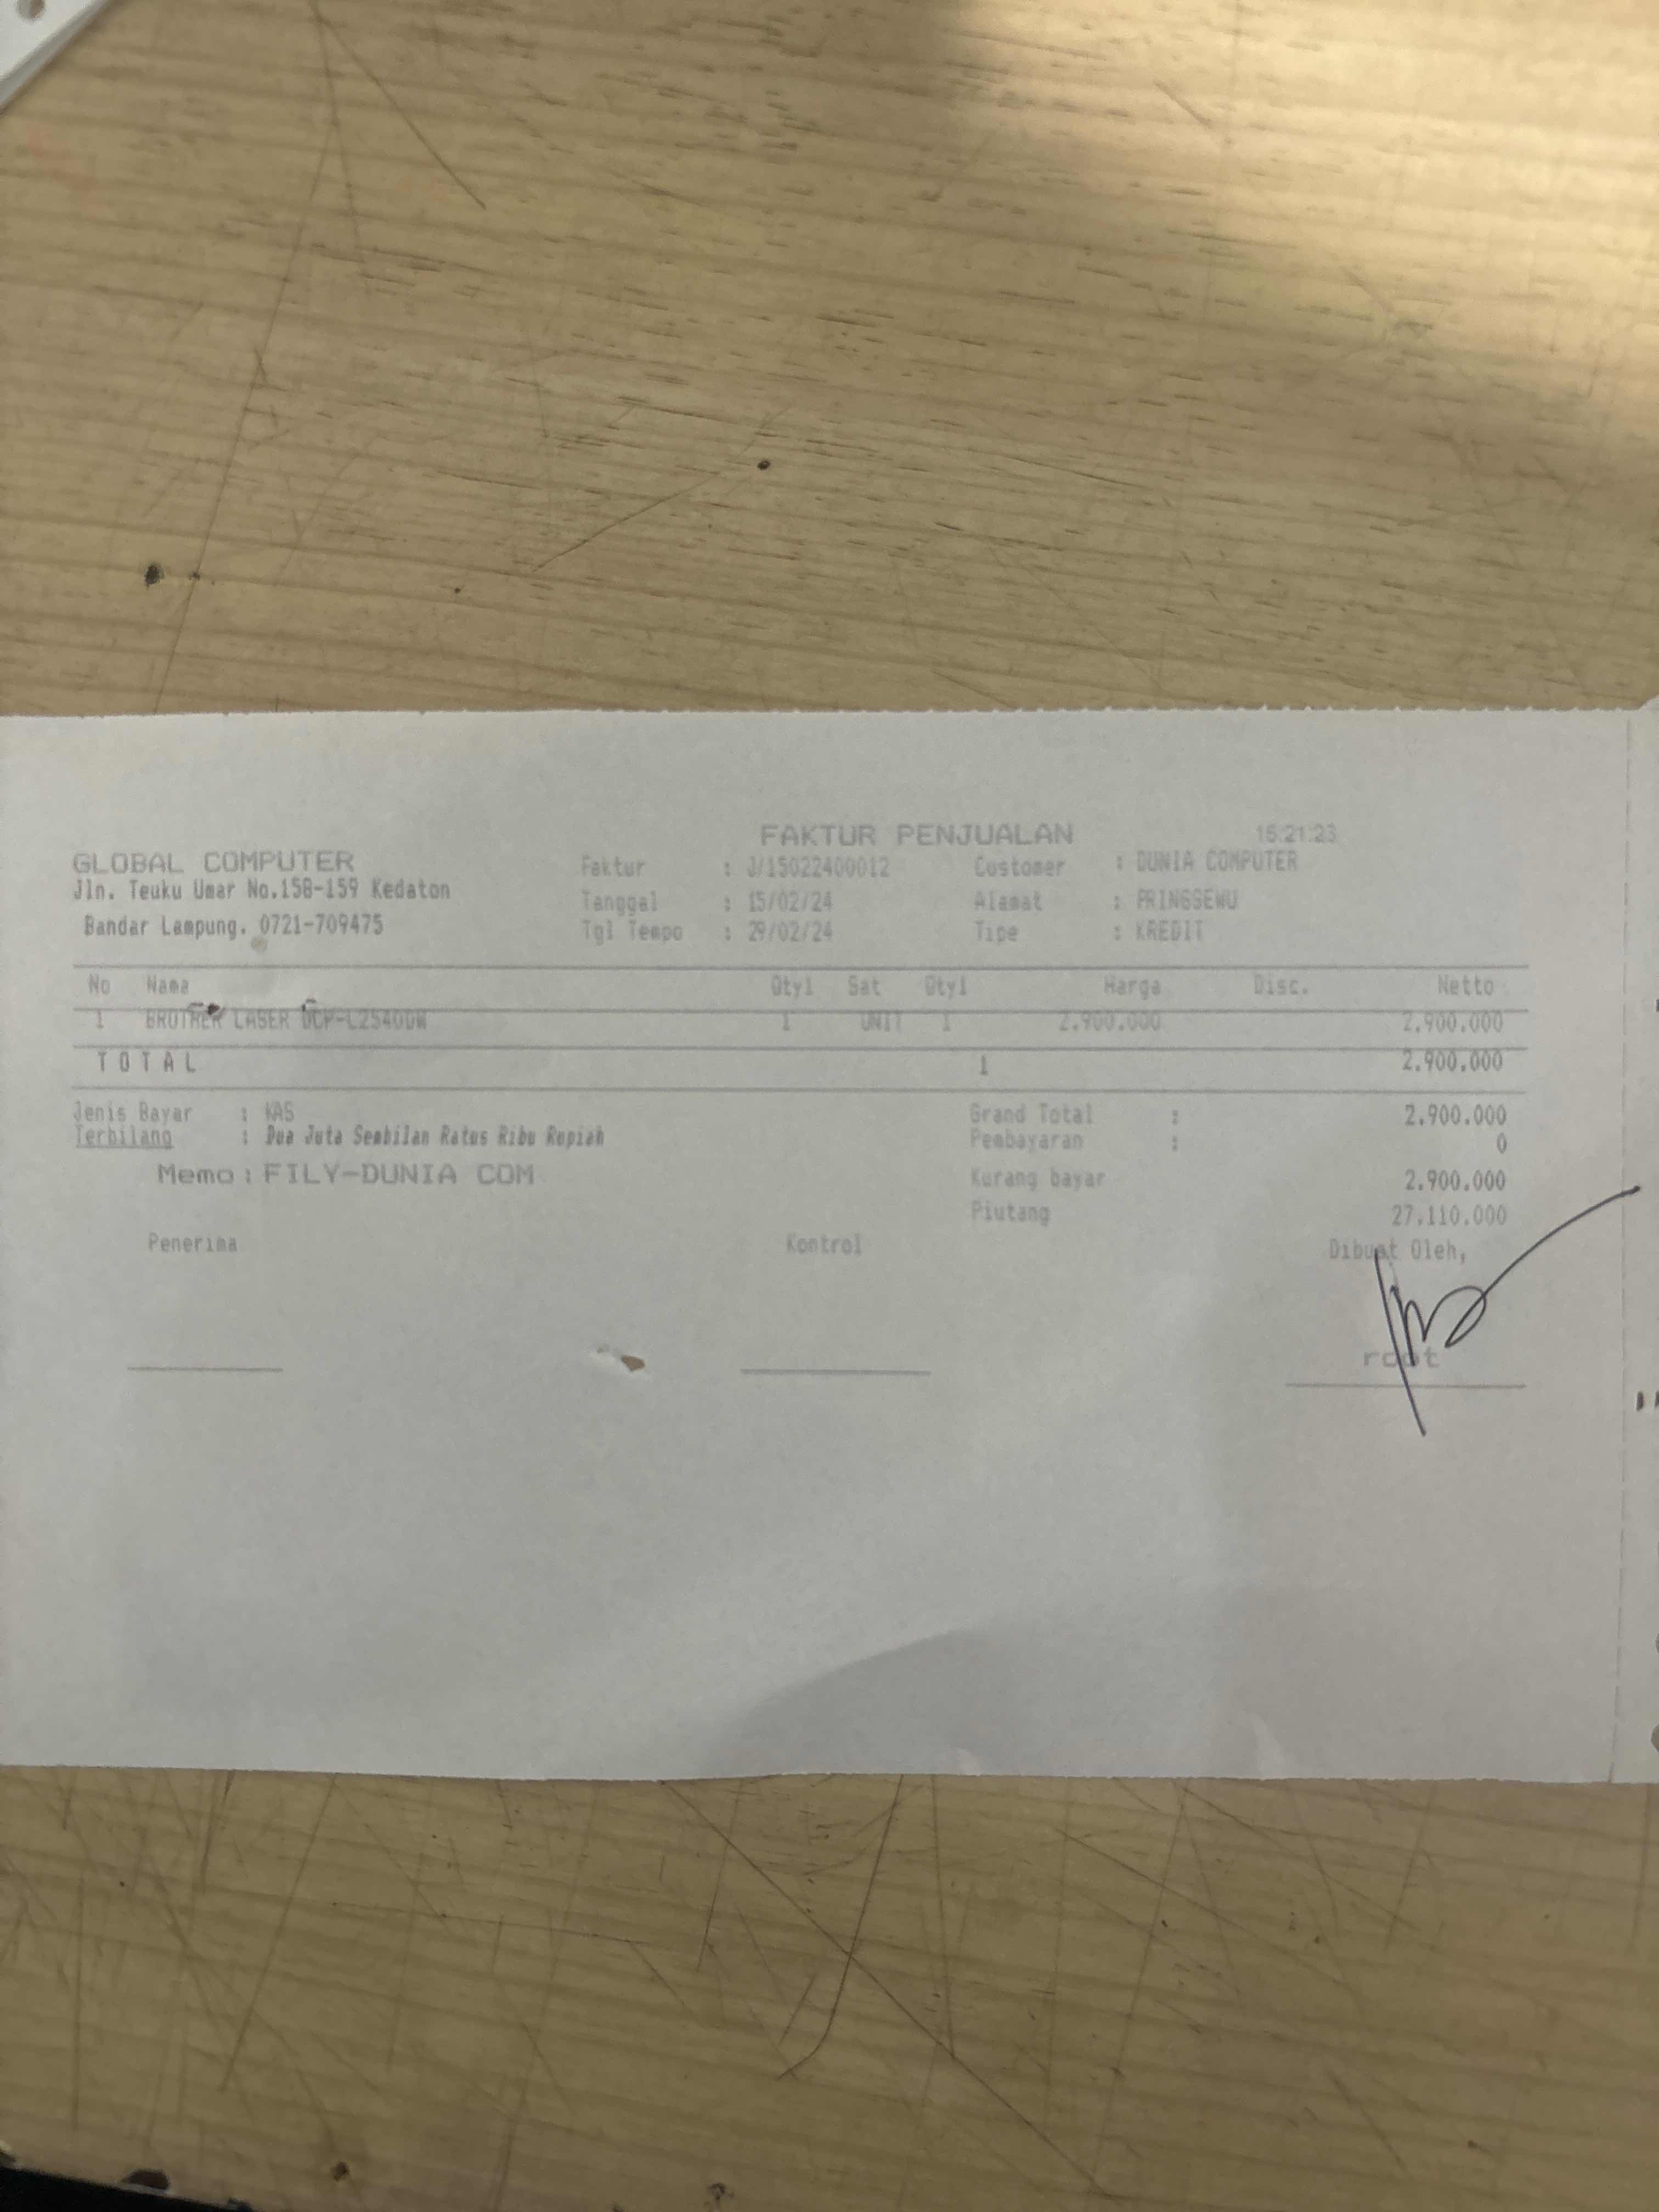 FAKTUR PENJUALAN 15:21:23
GLOBAL COMPUTER
Jln. Teuku Umar No.158-159 Kedaton
Bandar Lampung. 0721-709475
Faktur : J/15022400012
Tanggal : 15/02/24
Tgl Tempo : 29/02/24
Customer : DUNIA COMPUTER
Alamat : PRINGSEWU
Tipe : KREDIT
No Nama Qty1 Sat Qty1 Harga Disc. Netto
1 BROTHER LASER DCP-L2540DW 1 UNIT 1 2.900.000 2.900.000
T O T A L 1 2.900.000
Jenis Bayar : KAS
Terbilang : Dua Juta Sembilan Ratus Ribu Rupiah
Memo : FILY-DUNIA COM
Grand Total : 2.900.000
Pembayaran : 0
Kurang bayar 2.900.000
Piutang 27.110.000
Penerima Kontrol Dibuat Oleh,
root